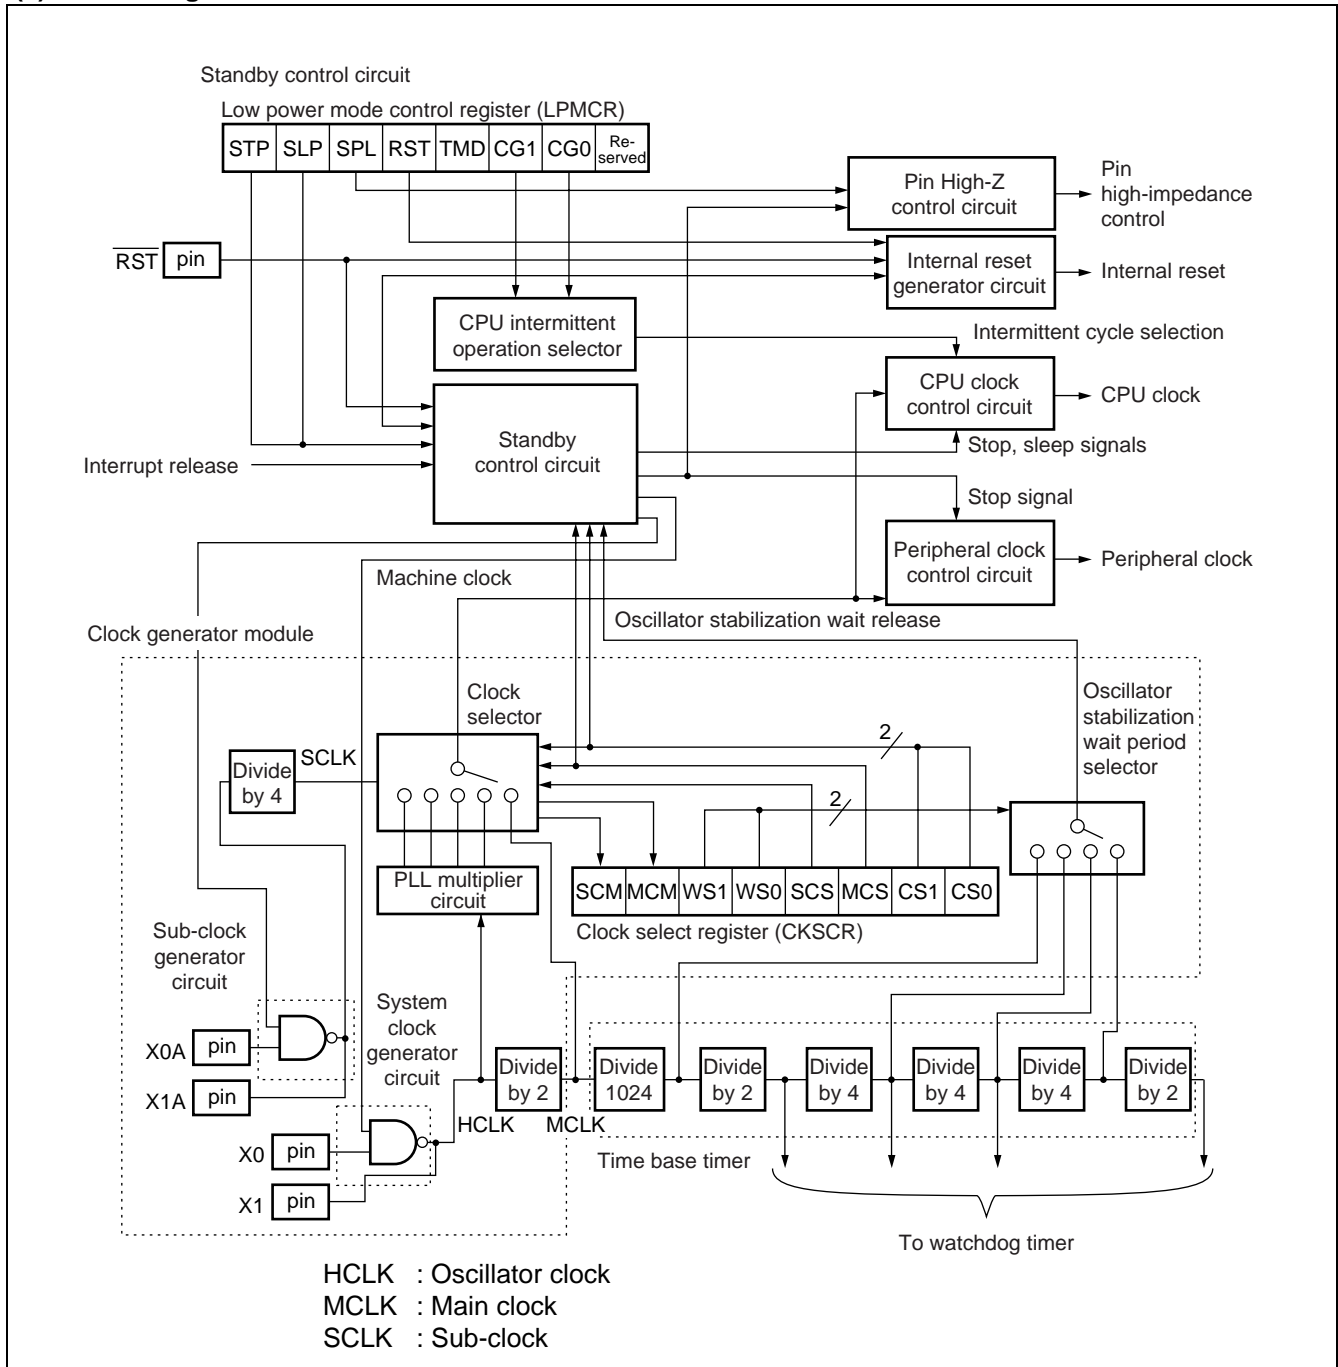 Standby control circuit
Low power mode control register (LPMCR)
STP SLP SPL RST TMD CG1 CG0 Re-
served
Pin High-Z
control circuit
Pin
high-impedance
control
RST pin
Internal reset
generator circuit
Internal reset
CPU intermittent
operation selector
Intermittent cycle selection
CPU clock
control circuit
CPU clock
Standby
control circuit
Stop, sleep signals
Interrupt release
Stop signal
Peripheral clock
control circuit
Peripheral clock
Machine clock
Oscillator stabilization wait release
Clock generator module
Clock
selector
Oscillator
stabilization
wait period
selector
2
SCLK
Divide
by 4
2
PLL multiplier
circuit
SCM MCM WS1 WS0 SCS MCS CS1 CS0
Clock select register (CKSCR)
Sub-clock
generator
circuit
System
clock
generator
circuit
X0A pin
X1A pin
Divide
by 2
Divide
1024
Divide
by 2
Divide
by 4
Divide
by 4
Divide
by 4
Divide
by 2
HCLK
MCLK
X0 pin
X1 pin
Time base timer
To watchdog timer
HCLK : Oscillator clock
MCLK : Main clock
SCLK : Sub-clock